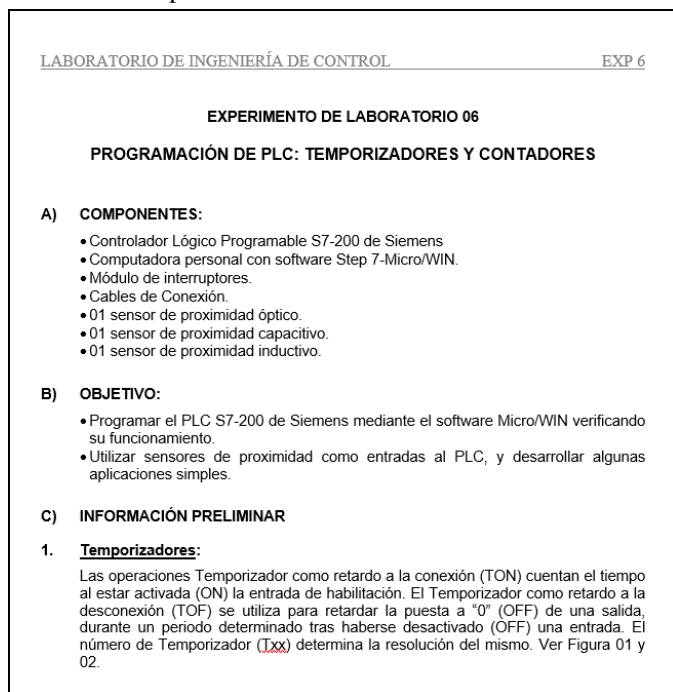 LABORATORIO DE INGENIERÍA DE CONTROL EXP 6
EXPERIMENTO DE LABORATORIO 06
PROGRAMACIÓN DE PLC: TEMPORIZADORES Y CONTADORES
A) COMPONENTES:
• Controlador Lógico Programable S7-200 de Siemens
• Computadora personal con software Step 7-Micro/WIN.
• Módulo de interruptores.
• Cables de Conexión.
• 01 sensor de proximidad óptico.
• 01 sensor de proximidad capacitivo.
• 01 sensor de proximidad inductivo.
B) OBJETIVO:
• Programar el PLC S7-200 de Siemens mediante el software Micro/WIN verificando
su funcionamiento.
• Utilizar sensores de proximidad como entradas al PLC, y desarrollar algunas
aplicaciones simples.
C) INFORMACIÓN PRELIMINAR
1. Temporizadores:
Las operaciones Temporizador como retardo a la conexión (TON) cuentan el tiempo
al estar activada (ON) la entrada de habilitación. El Temporizador como retardo a la
desconexión (TOF) se utiliza para retardar la puesta a “0” (OFF) de una salida,
durante un periodo determinado tras haberse desactivado (OFF) una entrada. El
número de Temporizador (Txx) determina la resolución del mismo. Ver Figura 01 y
02.